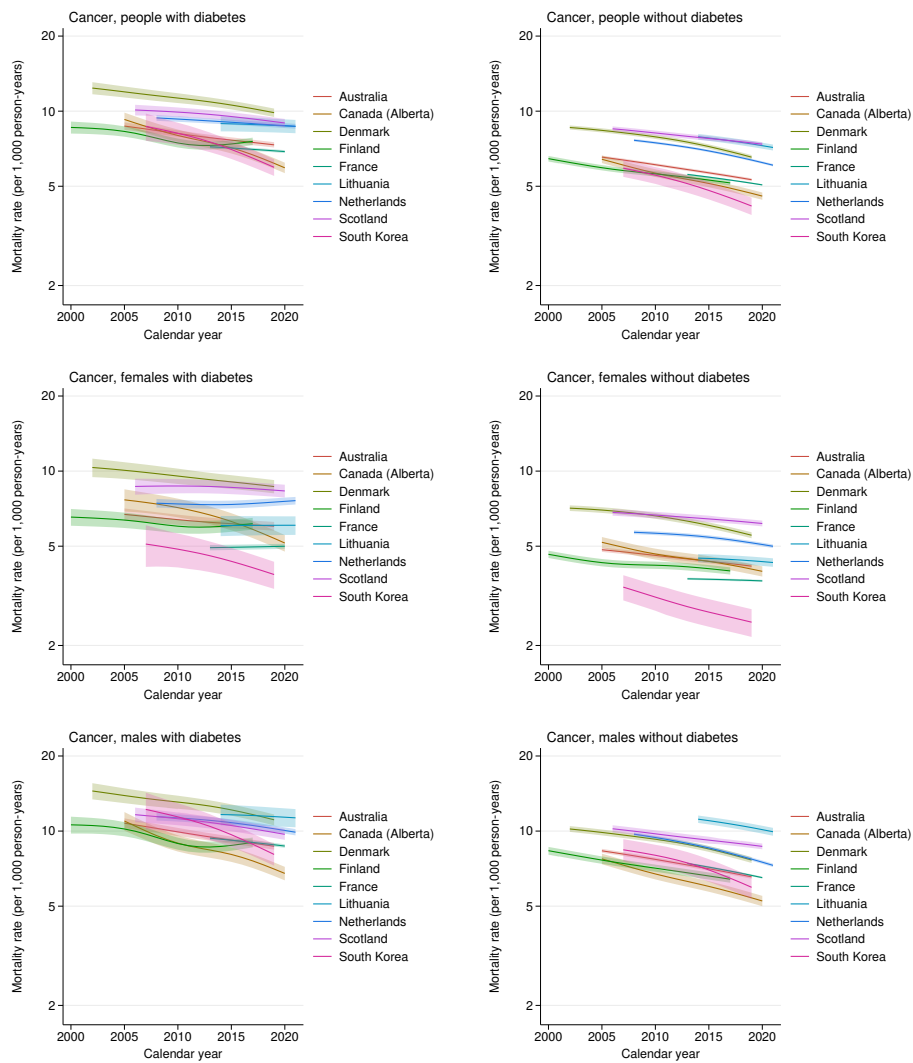 Cancer, people with diabetes
20
10
5
2
Mortality rate (per 1,000 person-years)
2000 2005 2010 2015 2020
Calendar year
Australia
Canada (Alberta)
Denmark
Finland
France
Lithuania
Netherlands
Scotland
South Korea
Cancer, people without diabetes
20
10
5
2
Mortality rate (per 1,000 person-years)
2000 2005 2010 2015 2020
Calendar year
Australia
Canada (Alberta)
Denmark
Finland
France
Lithuania
Netherlands
Scotland
South Korea
Cancer, females with diabetes
20
10
5
2
Mortality rate (per 1,000 person-years)
2000 2005 2010 2015 2020
Calendar year
Australia
Canada (Alberta)
Denmark
Finland
France
Lithuania
Netherlands
Scotland
South Korea
Cancer, females without diabetes
20
10
5
2
Mortality rate (per 1,000 person-years)
2000 2005 2010 2015 2020
Calendar year
Australia
Canada (Alberta)
Denmark
Finland
France
Lithuania
Netherlands
Scotland
South Korea
Cancer, males with diabetes
20
10
5
2
Mortality rate (per 1,000 person-years)
2000 2005 2010 2015 2020
Calendar year
Australia
Canada (Alberta)
Denmark
Finland
France
Lithuania
Netherlands
Scotland
South Korea
Cancer, males without diabetes
20
10
5
2
Mortality rate (per 1,000 person-years)
2000 2005 2010 2015 2020
Calendar year
Australia
Canada (Alberta)
Denmark
Finland
France
Lithuania
Netherlands
Scotland
South Korea